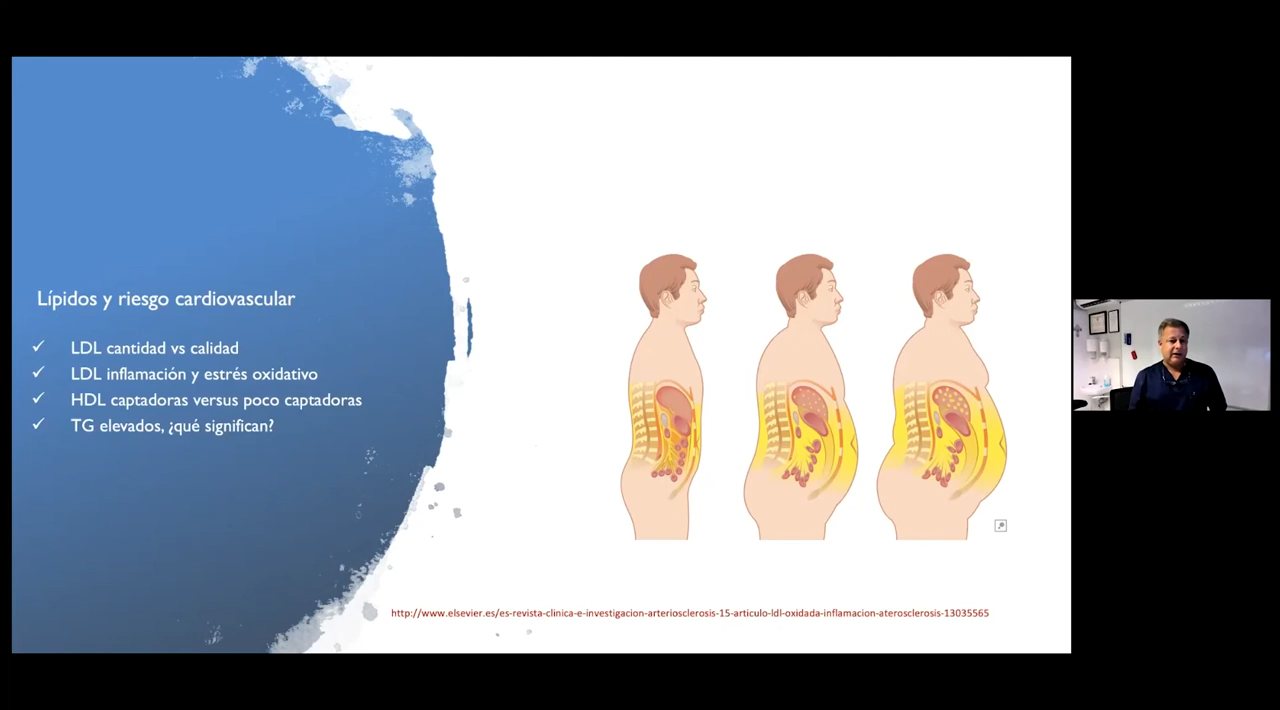 Lípidos y riesgo cardiovascular
LDL cantidad vs calidad
LDL inflamación y estrés oxidativo
HDL captadoras versus poco captadoras
TG elevados, ¿qué significan?
http://www.elsevier.es/es-revista-clinica-e-investigacion-arteriosclerosis-15-articulo-ldl-oxidada-inflamacion-aterosclerosis-13035565